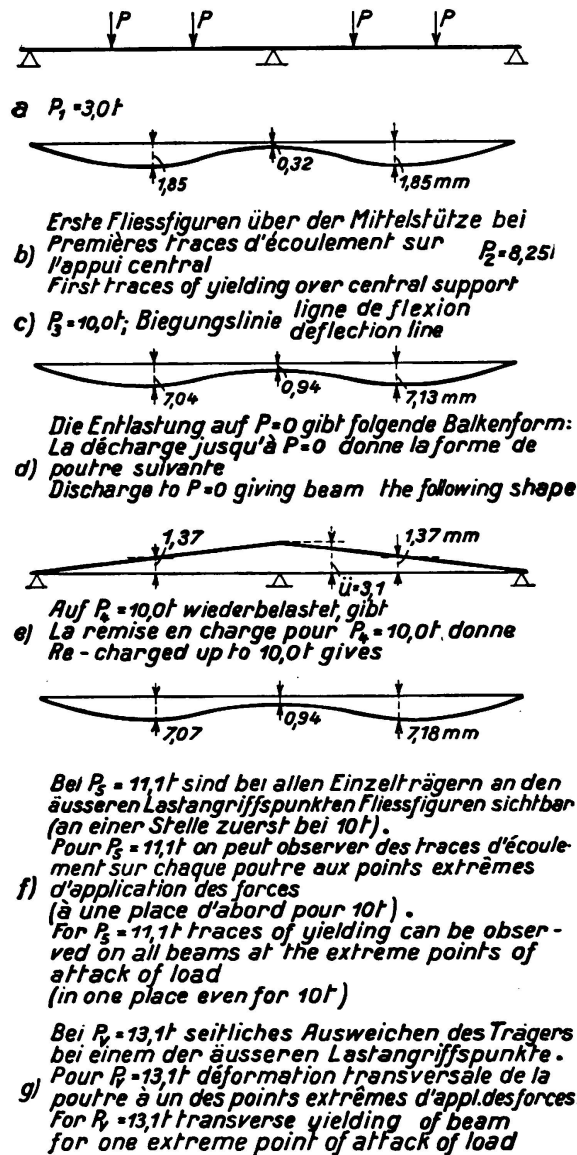 P P P P
a P₁ = 3,0t
1,85 0,32 1,85 mm
Erste Fliessfiguren über der Mittelstütze bei
Premières traces d'écoulement sur
b) l'appui central P₂=8,25t
First traces of yielding over central support
c) P₃=10,0t; Biegungslinie ligne de flexion
deflection line
7,04 0,94 7,13 mm
Die Entlastung auf P=0 gibt folgende Balkenform:
La décharge jusqu'à P=0 donne la forme de
d) poutre suivante
Discharge to P=0 giving beam the following shape
1,37 1,37 mm
ü=3,1
Auf P₄ = 10,0t wiederbelastet, gibt
e) La remise en charge pour P₄ = 10,0t donne
Re-charged up to 10,0t gives
7,07 0,94 7,18 mm
Bei P₅ = 11,1t sind bei allen Einzelträgern an den
äusseren Lastangriffspunkten Fliessfiguren sichtbar
(an einer Stelle zuerst bei 10t).
Pour P₅ = 11,1t on peut observer des traces d'écoule-
ment sur chaque poutre aux points extrêmes
f) d'application des forces
(à une place d'abord pour 10t).
For P₅ = 11,1t traces of yielding can be obser-
ved on all beams at the extreme points of
attack of load
(in one place even for 10t)
Bei Pᵥ = 13,1t seitliches Ausweichen des Trägers
bei einem der äusseren Lastangriffspunkte.
g) Pour Pᵥ = 13,1t déformation transversale de la
poutre à un des points extrêmes d'appl. des forces
For Pᵥ = 13,1t transverse yielding of beam
for one extreme point of attack of load